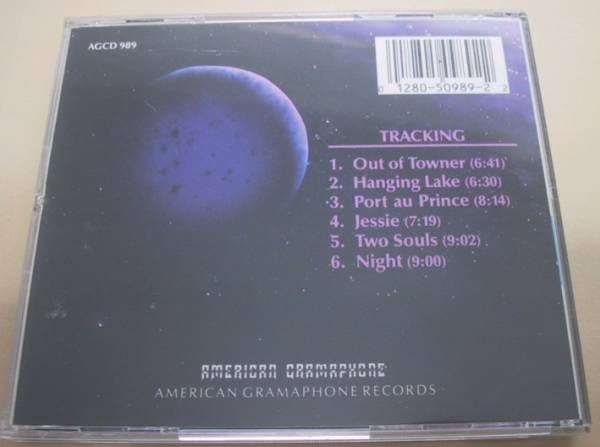 AGCD 989
0 1280-50989-2 2
TRACKING
1. Out of Towner (6:41)
2. Hanging Lake (6:30)
3. Port au Prince (8:14)
4. Jessie (7:19)
5. Two Souls (9:02)
6. Night (9:00)
AMERICAN GRAMAPHONE
AMERICAN GRAMAPHONE RECORDS